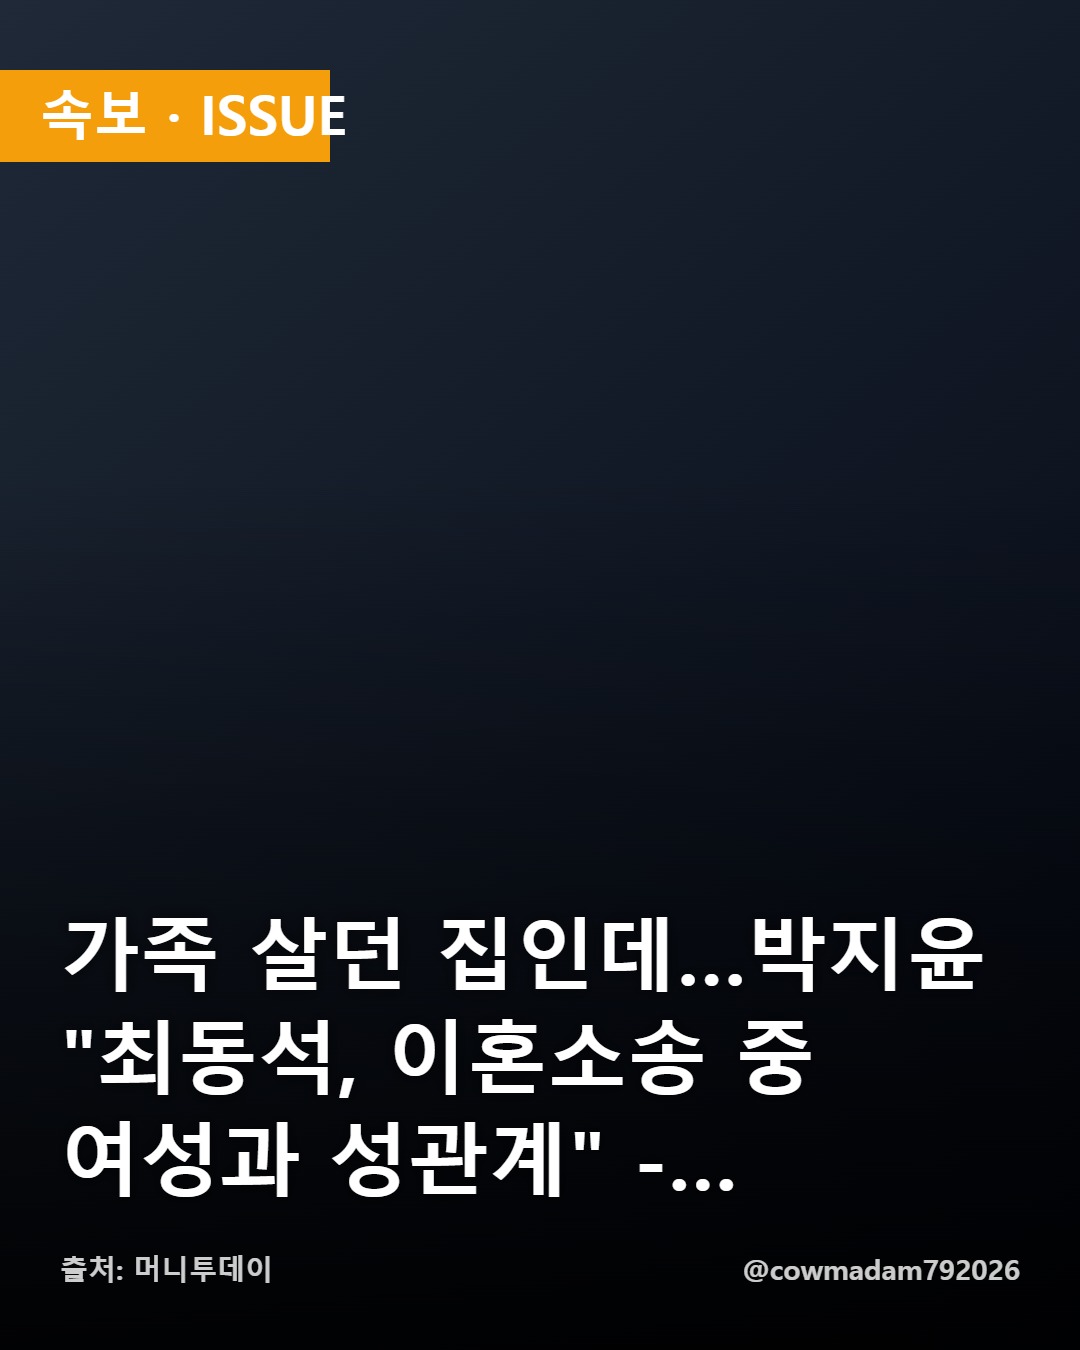 속보 · ISSUE
가족 살던 집인데...박지윤
"최동석, 이혼소송 중
여성과 성관계" -...
출처: 머니투데이
@cowmadam792026